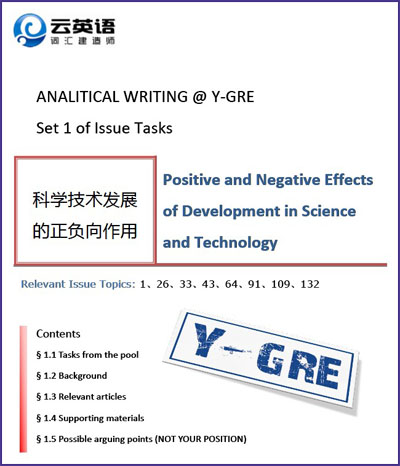 云英语
词汇建造师
ANALITICAL WRITING @ Y-GRE
Set 1 of Issue Tasks
科学技术发展
的正负向作用
Positive and Negative Effects
of Development in Science
and Technology
Relevant Issue Topics: 1、26、33、43、64、91、109、132
Contents
§ 1.1 Tasks from the pool
§ 1.2 Background
§ 1.3 Relevant articles
§ 1.4 Supporting materials
§ 1.5 Possible arguing points (NOT YOUR POSITION)
Y-GRE